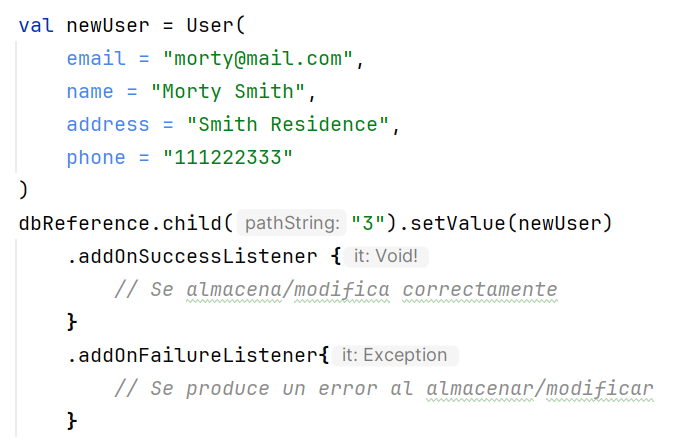 val newUser = User(
    email = "morty@mail.com",
    name = "Morty Smith",
    address = "Smith Residence",
    phone = "111222333"
)
dbReference.child( pathString: "3").setValue(newUser)
    .addOnSuccessListener { it: Void!
        // Se almacena/modifica correctamente
    }
    .addOnFailureListener{ it: Exception
        // Se produce un error al almacenar/modificar
    }